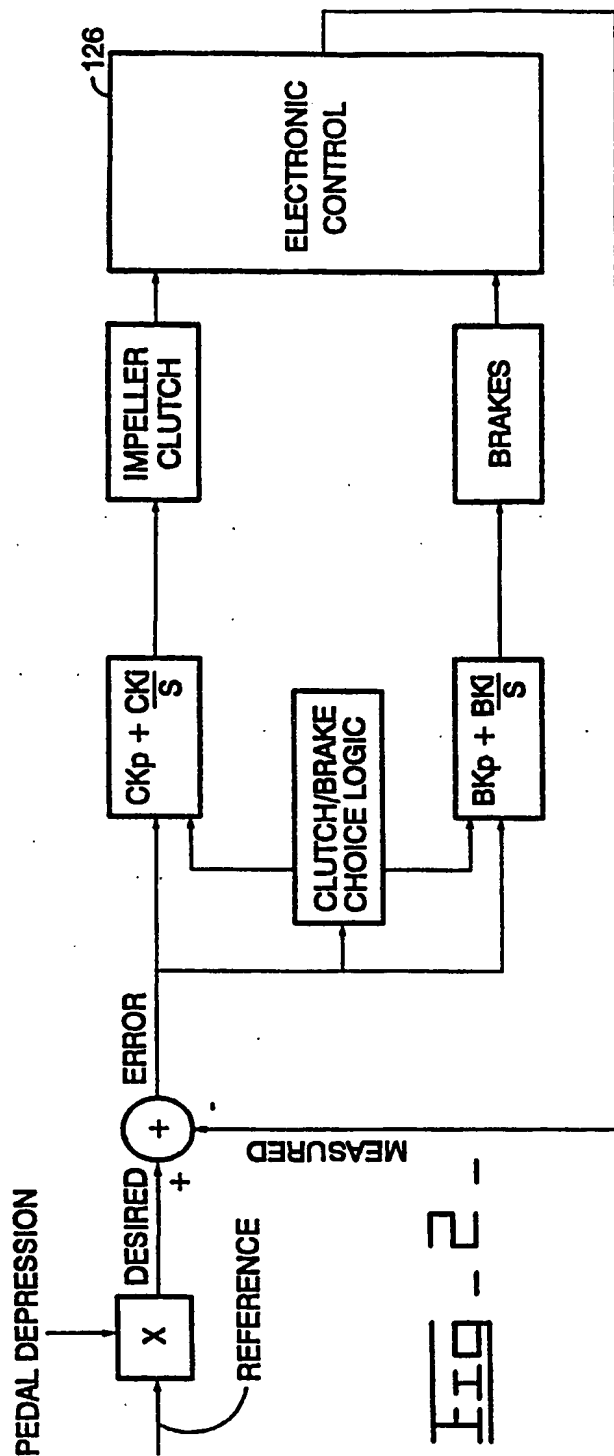 PEDAL DEPRESSION
X
REFERENCE
DESIRED
+
+
-
ERROR
MEASURED
CKp + CKi
S
CLUTCH/BRAKE
CHOICE LOGIC
BKp + BKi
S
IMPELLER
CLUTCH
BRAKES
126
ELECTRONIC
CONTROL
FIG - 2 -